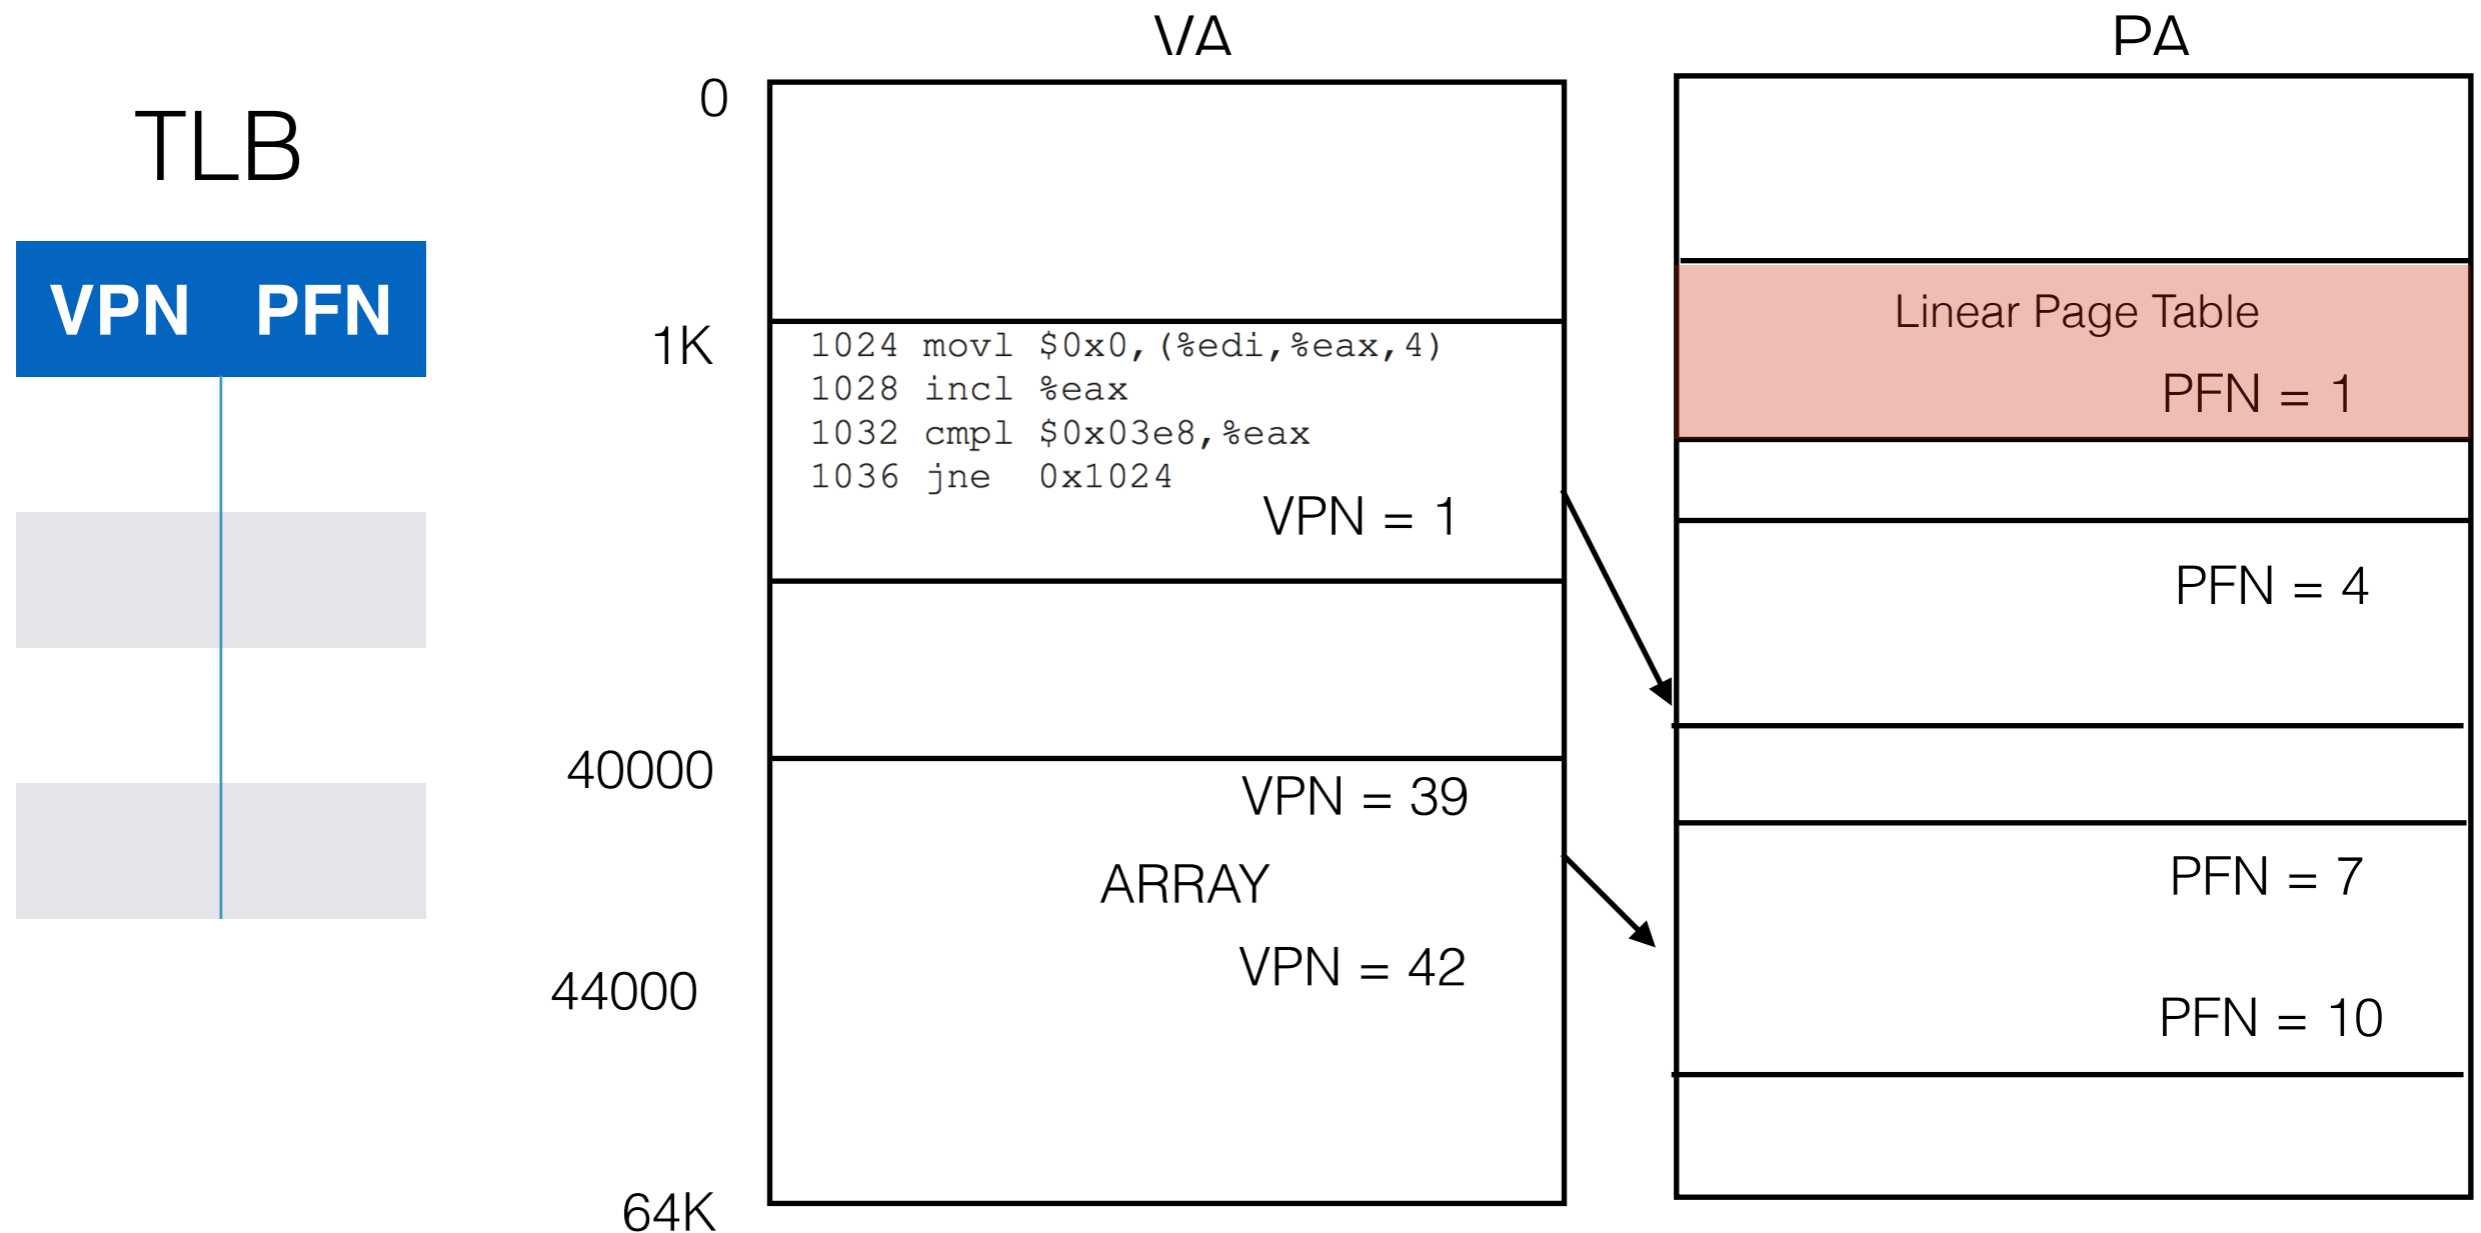 TLB
VPN PFN
VA
0
1K
1024 movl $0x0,(%edi,%eax,4)
1028 incl %eax
1032 cmpl $0x03e8,%eax
1036 jne 0x1024
VPN = 1
40000
VPN = 39
ARRAY
VPN = 42
44000
64K
PA
Linear Page Table
PFN = 1
PFN = 4
PFN = 7
PFN = 10